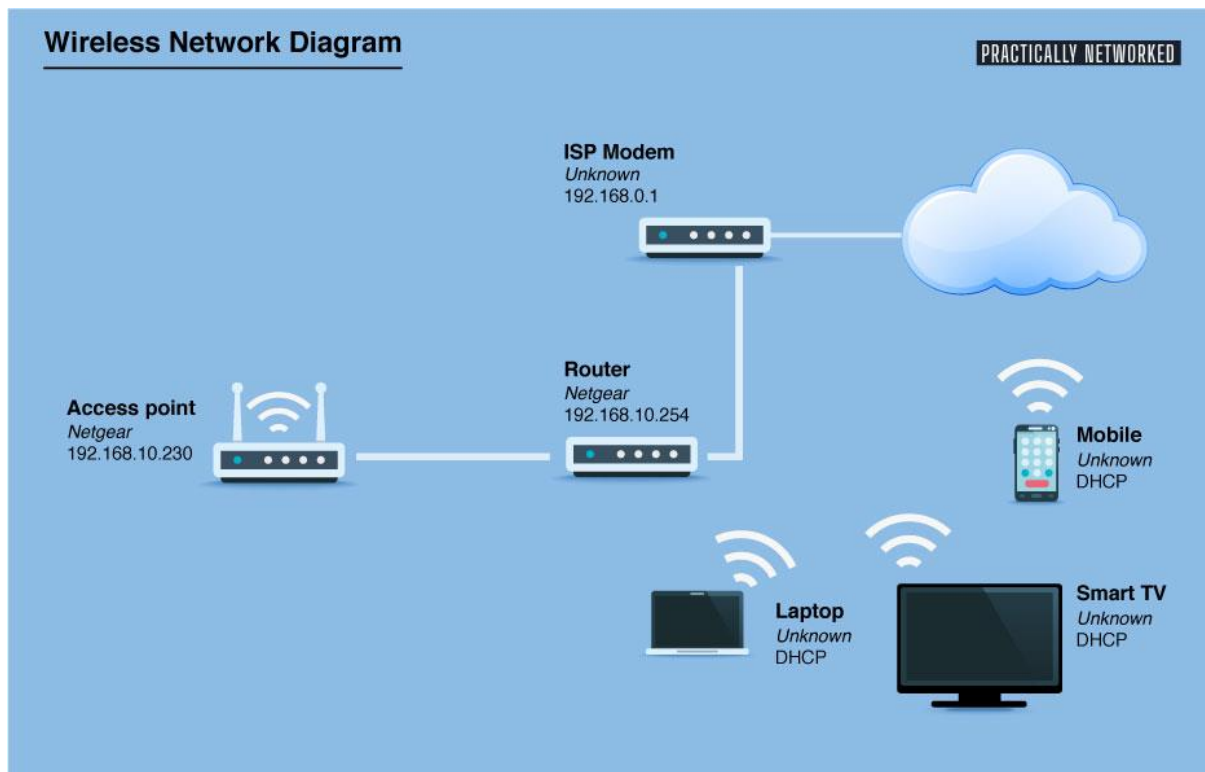 Wireless Network Diagram
PRACTICALLY NETWORKED
ISP Modem
Unknown
192.168.0.1
Router
Netgear
192.168.10.254
Access point
Netgear
192.168.10.230
Mobile
Unknown
DHCP
Laptop
Unknown
DHCP
Smart TV
Unknown
DHCP